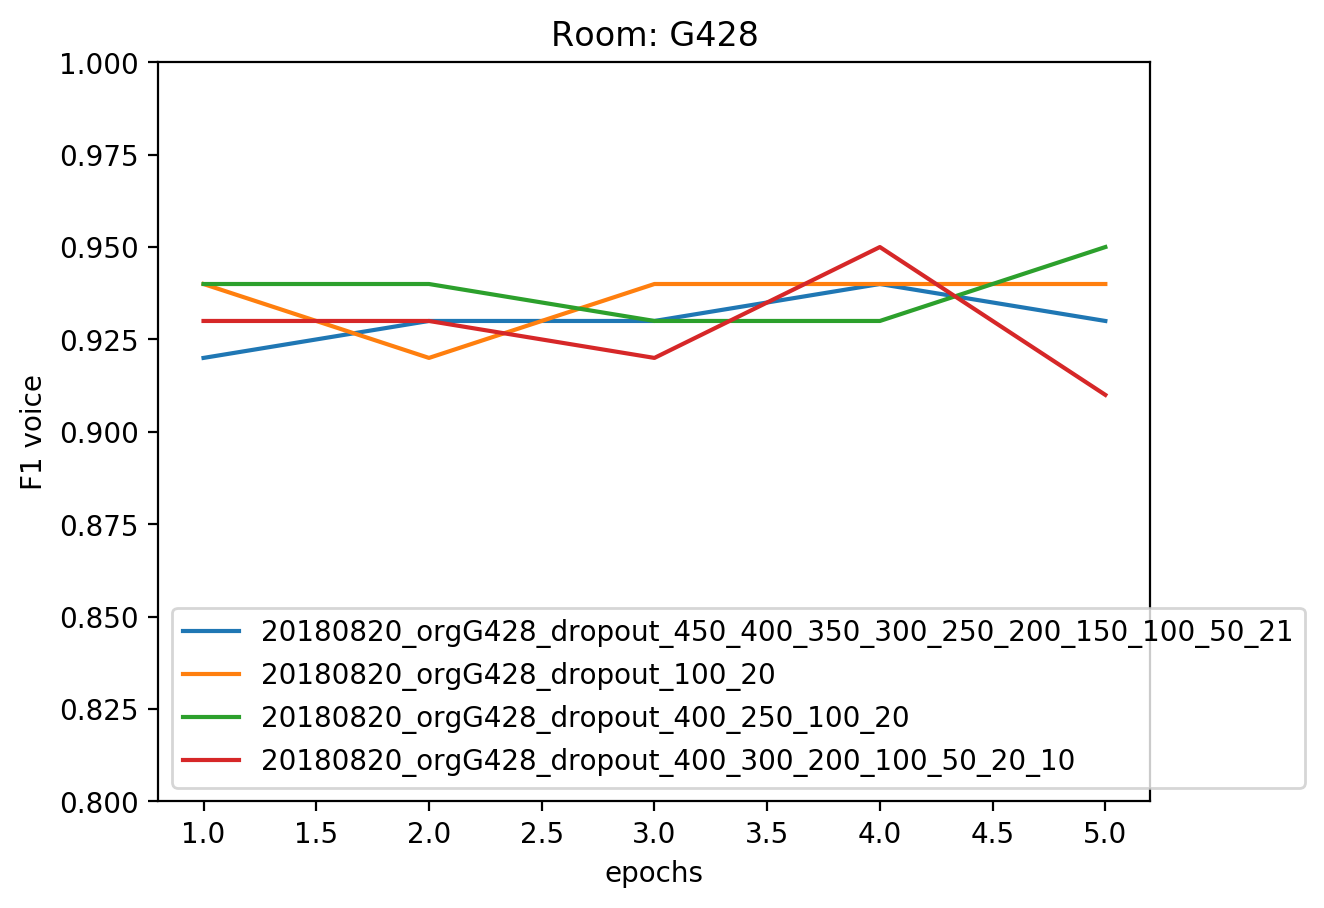 Room: G428
1.000
0.975
0.950
0.925
0.900
0.875
0.850
0.825
0.800
F1 voice
20180820_orgG428_dropout_450_400_350_300_250_200_150_100_50_21
20180820_orgG428_dropout_100_20
20180820_orgG428_dropout_400_250_100_20
20180820_orgG428_dropout_400_300_200_100_50_20_10
1.0 1.5 2.0 2.5 3.0 3.5 4.0 4.5 5.0
epochs